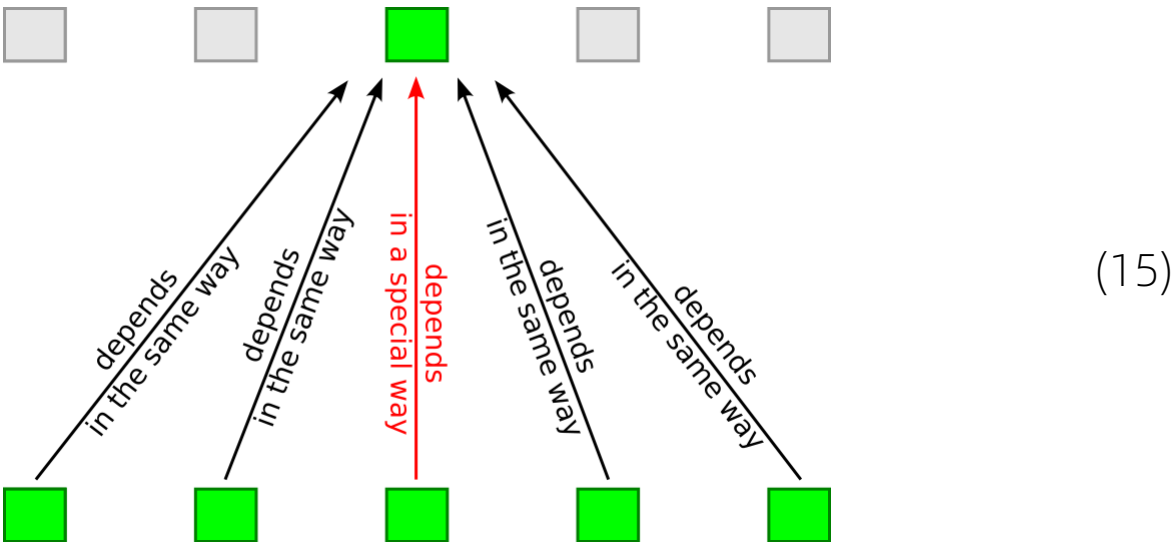 depends
in the same way
depends
in the same way
depends
in a special way
depends
in the same way
depends
in the same way
(15)